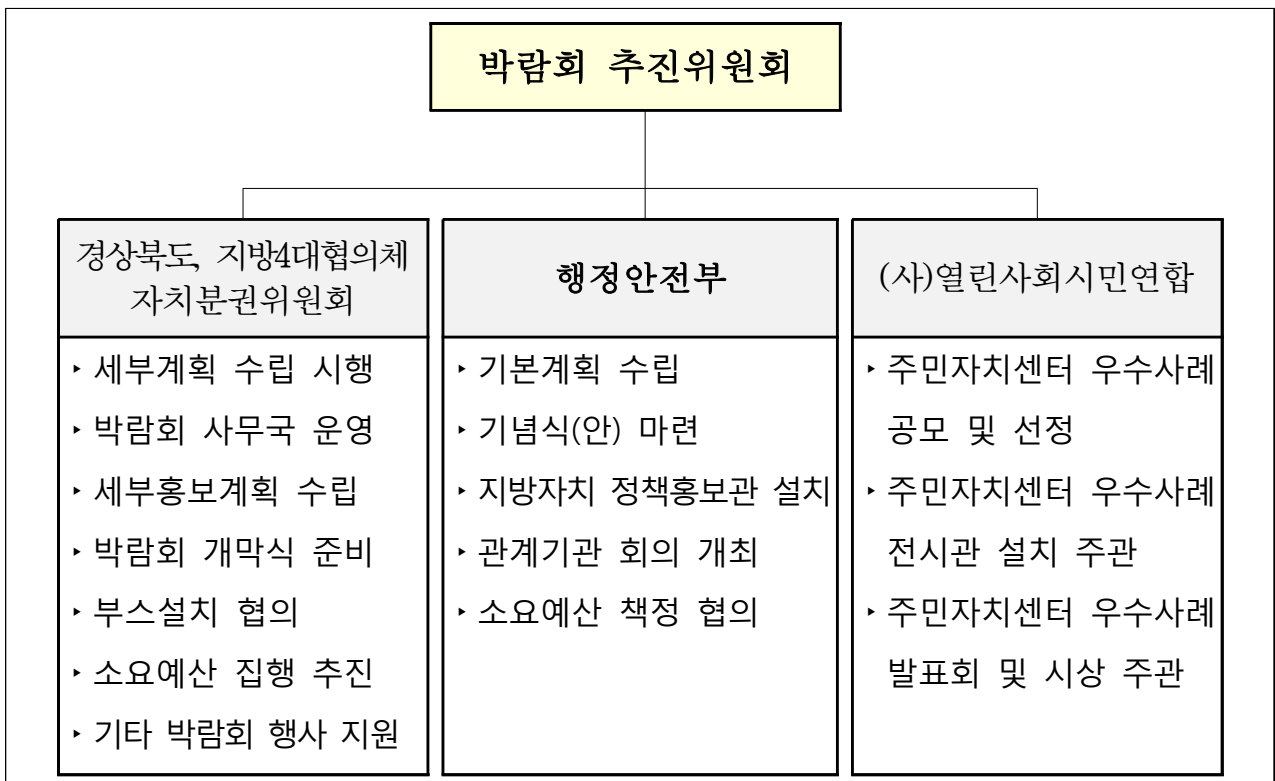 박람회 추진위원회
경상북도, 지방4대협의체
자치분권위원회
‣ 세부계획 수립 시행
‣ 박람회 사무국 운영
‣ 세부홍보계획 수립
‣ 박람회 개막식 준비
‣ 부스설치 협의
‣ 소요예산 집행 추진
‣ 기타 박람회 행사 지원
행정안전부
‣ 기본계획 수립
‣ 기념식(안) 마련
‣ 지방자치 정책홍보관 설치
‣ 관계기관 회의 개최
‣ 소요예산 책정 협의
(사)열린사회시민연합
‣ 주민자치센터 우수사례
공모 및 선정
‣ 주민자치센터 우수사례
전시관 설치 주관
‣ 주민자치센터 우수사례
발표회 및 시상 주관